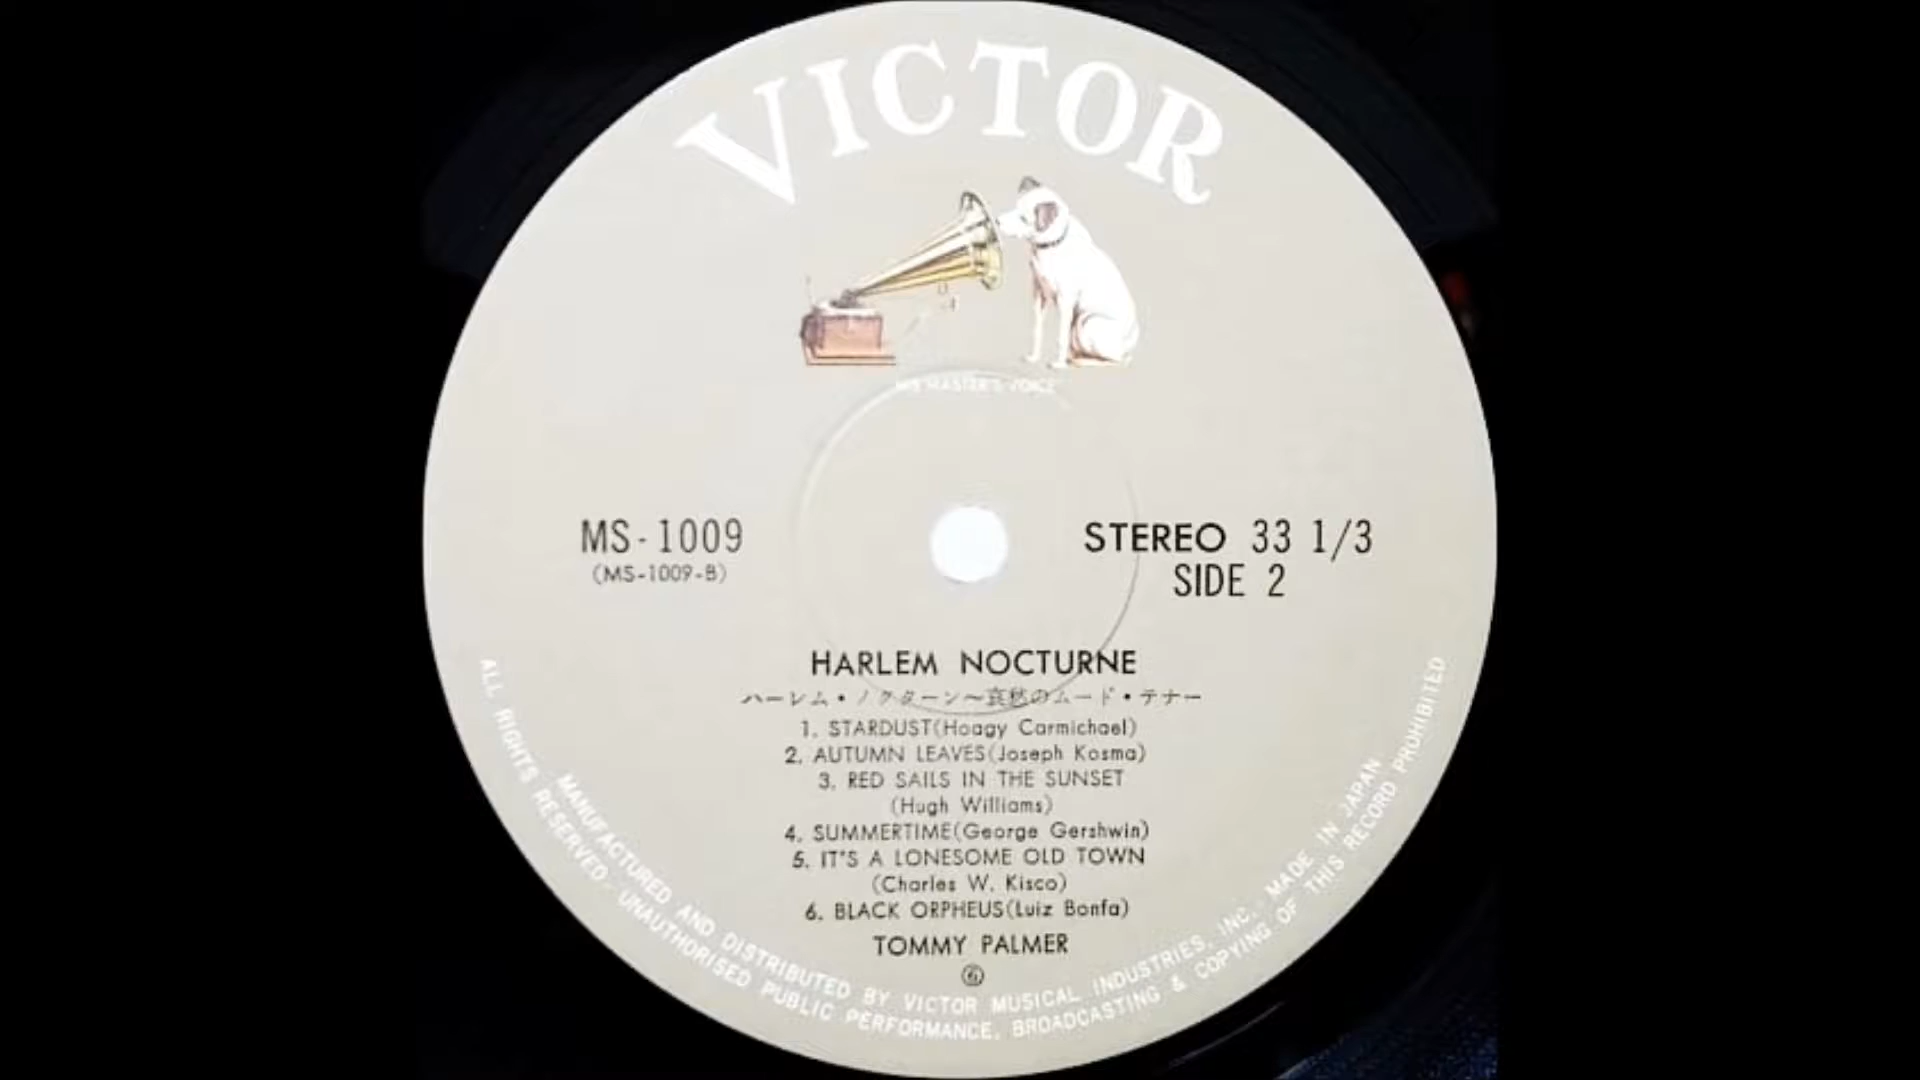 VICTOR
"HIS MASTER'S VOICE"
MS-1009
(MS-1009-B)
STEREO 33 1/3
SIDE 2
HARLEM NOCTURNE
ハーレム・ノクターン〜哀愁のムード・テナー
1. STARDUST(Hoagy Carmichael)
2. AUTUMN LEAVES(Joseph Kosma)
3. RED SAILS IN THE SUNSET
(Hugh Williams)
4. SUMMERTIME(George Gershwin)
5. IT'S A LONESOME OLD TOWN
(Charles W. Kisco)
6. BLACK ORPHEUS(Luiz Bonfa)
TOMMY PALMER
MANUFACTURED AND DISTRIBUTED BY VICTOR MUSICAL INDUSTRIES, INC. MADE IN JAPAN
ALL RIGHTS RESERVED- UNAUTHORISED PUBLIC PERFORMANCE, BROADCASTING & COPYING OF THIS RECORD PROHIBITED